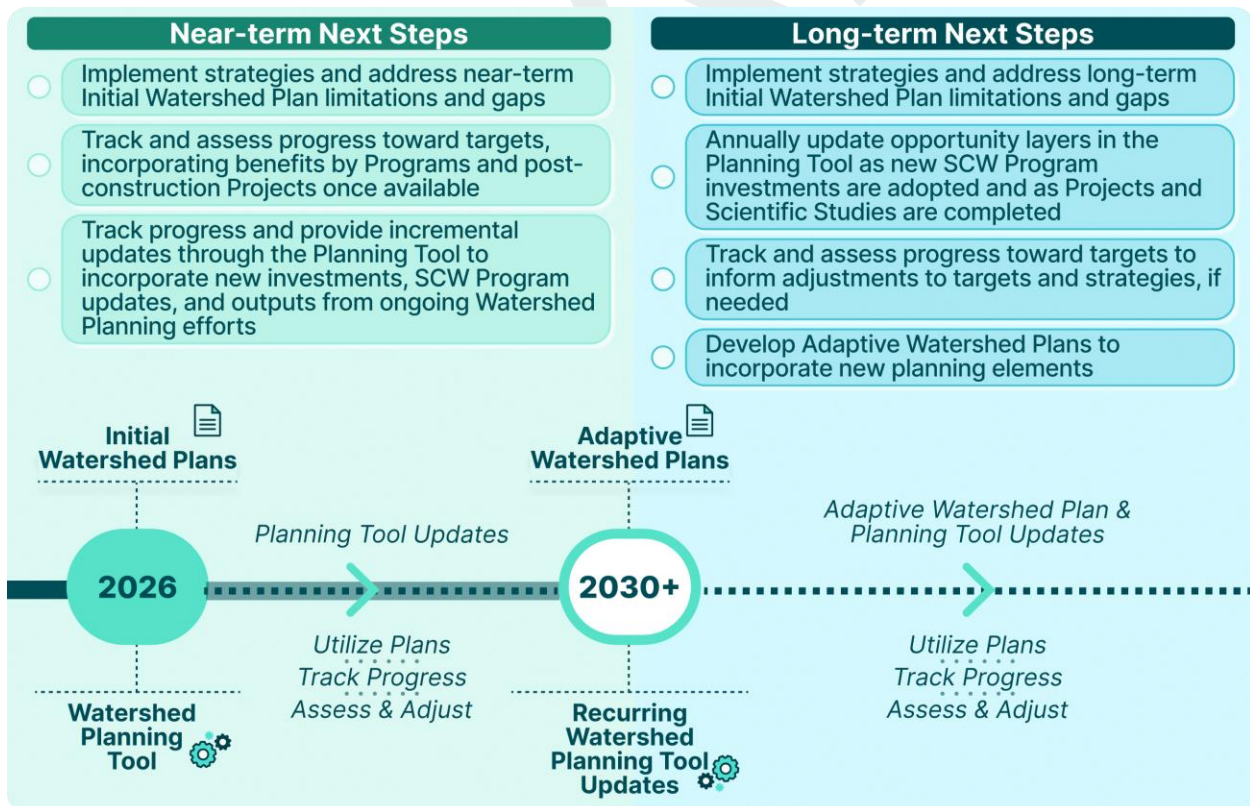 Near-term Next Steps
Implement strategies and address near-term
Initial Watershed Plan limitations and gaps
Track and assess progress toward targets,
incorporating benefits by Programs and post-
construction Projects once available
Track progress and provide incremental
updates through the Planning Tool to
incorporate new investments, SCW Program
updates, and outputs from ongoing Watershed
Planning efforts
Long-term Next Steps
Implement strategies and address long-term
Initial Watershed Plan limitations and gaps
Annually update opportunity layers in the
Planning Tool as new SCW Program
investments are adopted and as Projects and
Scientific Studies are completed
Track and assess progress toward targets to
inform adjustments to targets and strategies, if
needed
Develop Adaptive Watershed Plans to
incorporate new planning elements
Initial
Watershed Plans
2026
Watershed
Planning
Tool
Planning Tool Updates
Utilize Plans
Track Progress
Assess & Adjust
Adaptive
Watershed Plans
2030+
Recurring
Watershed
Planning Tool
Updates
Adaptive Watershed Plan &
Planning Tool Updates
Utilize Plans
Track Progress
Assess & Adjust